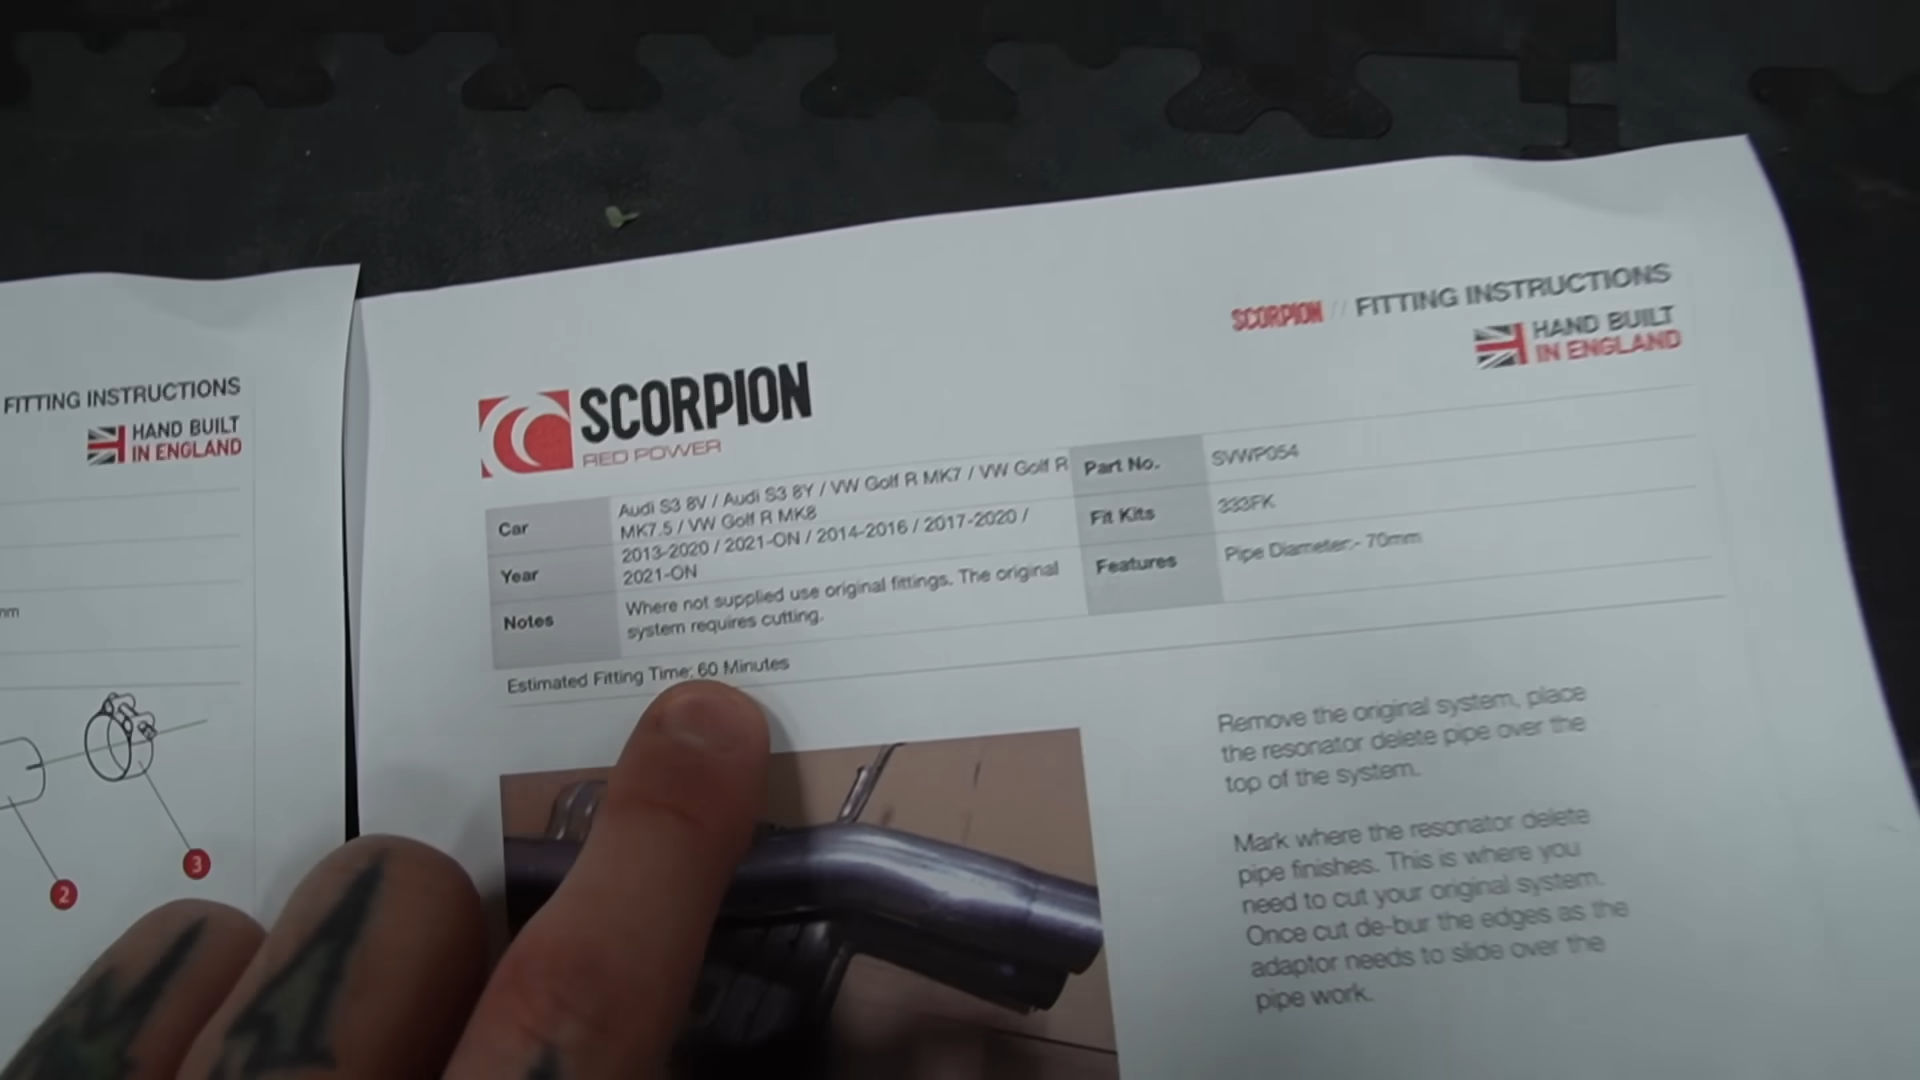 FITTING INSTRUCTIONS
HAND BUILT
IN ENGLAND
2
3
SCORPION // FITTING INSTRUCTIONS
HAND BUILT
IN ENGLAND
SCORPION
RED POWER
Car
Audi S3 8V / Audi S3 8Y / VW Golf R MK7 / VW Golf R
MK7.5 / VW Golf R MK8
Year
2013-2020 / 2021-ON / 2014-2016 / 2017-2020 /
2021-ON
Notes
Where not supplied use original fittings. The original
system requires cutting.
Part No.
SVWP054
Fit Kits
333FK
Features
Pipe Diameter:- 70mm
Estimated Fitting Time: 60 Minutes
Remove the original system, place
the resonator delete pipe over the
top of the system.
Mark where the resonator delete
pipe finishes. This is where you
need to cut your original system.
Once cut de-bur the edges as the
adaptor needs to slide over the
pipe work.